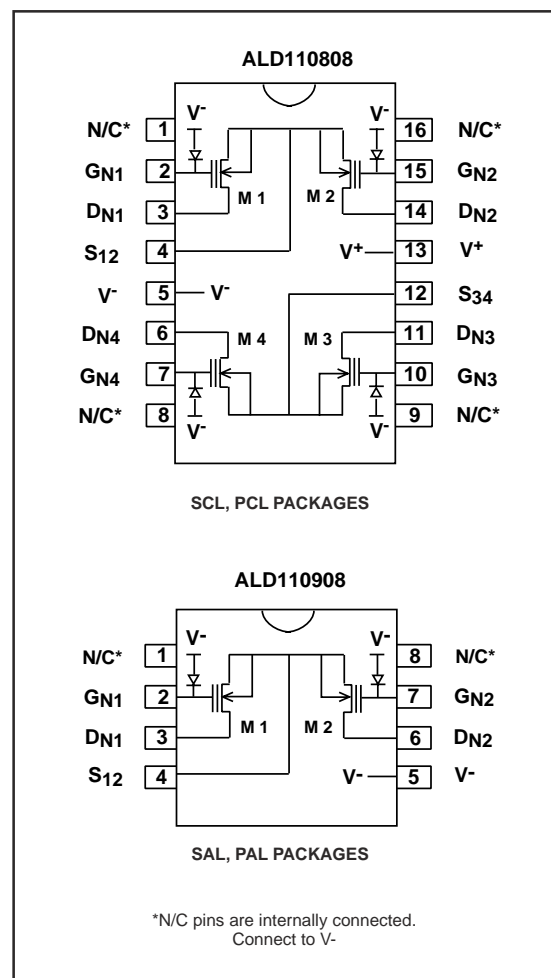 ALD110808
N/C* 1 V- V- 16 N/C*
GN1 2 15 GN2
M 1 M 2
DN1 3 14 DN2
S12 4 V+ 13 V+
V- 5 V- 12 S34
DN4 6 M 4 M 3 11 DN3
GN4 7 10 GN3
N/C* 8 V- V- 9 N/C*
SCL, PCL PACKAGES
ALD110908
N/C* 1 V- V- 8 N/C*
GN1 2 7 GN2
M 1 M 2
DN1 3 6 DN2
S12 4 V- 5 V-
SAL, PAL PACKAGES
*N/C pins are internally connected.
Connect to V-